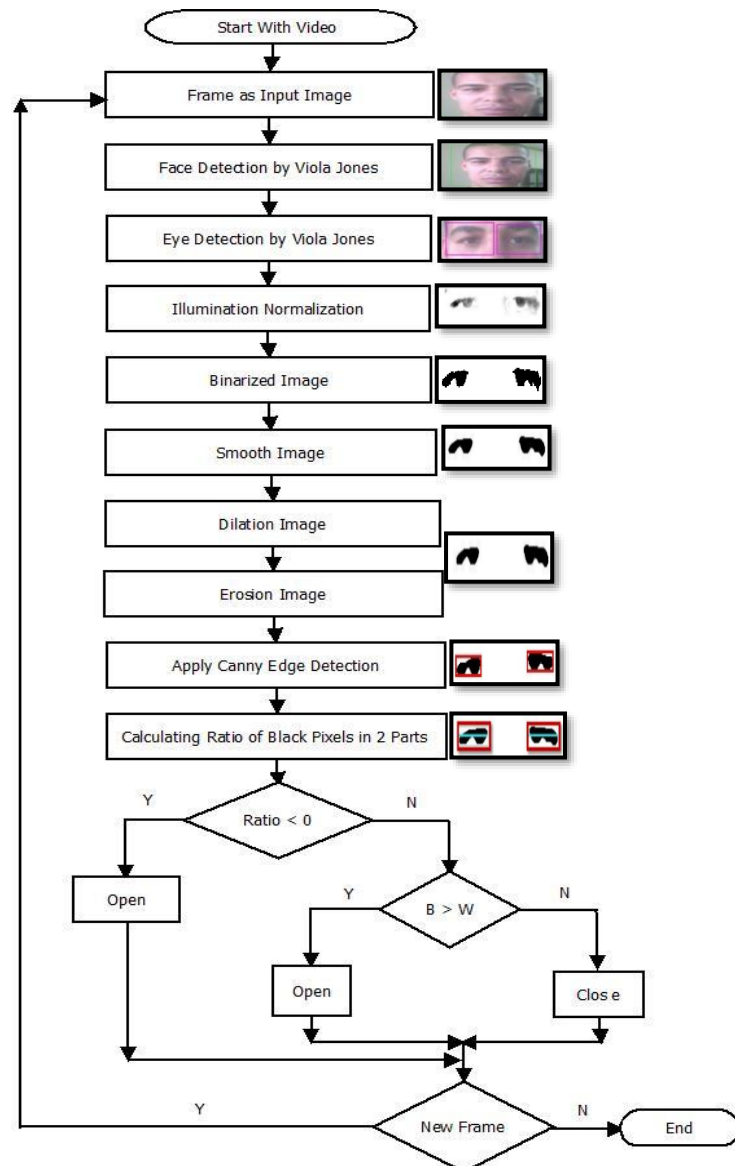 Start With Video
Frame as Input Image
Face Detection by Viola Jones
Eye Detection by Viola Jones
Illumination Normalization
Binarized Image
Smooth Image
Dilation Image
Erosion Image
Apply Canny Edge Detection
Calculating Ratio of Black Pixels in 2 Parts
Y
N
Ratio < 0
Open
Y
N
B > W
Open
Close
Y
N
New Frame
End